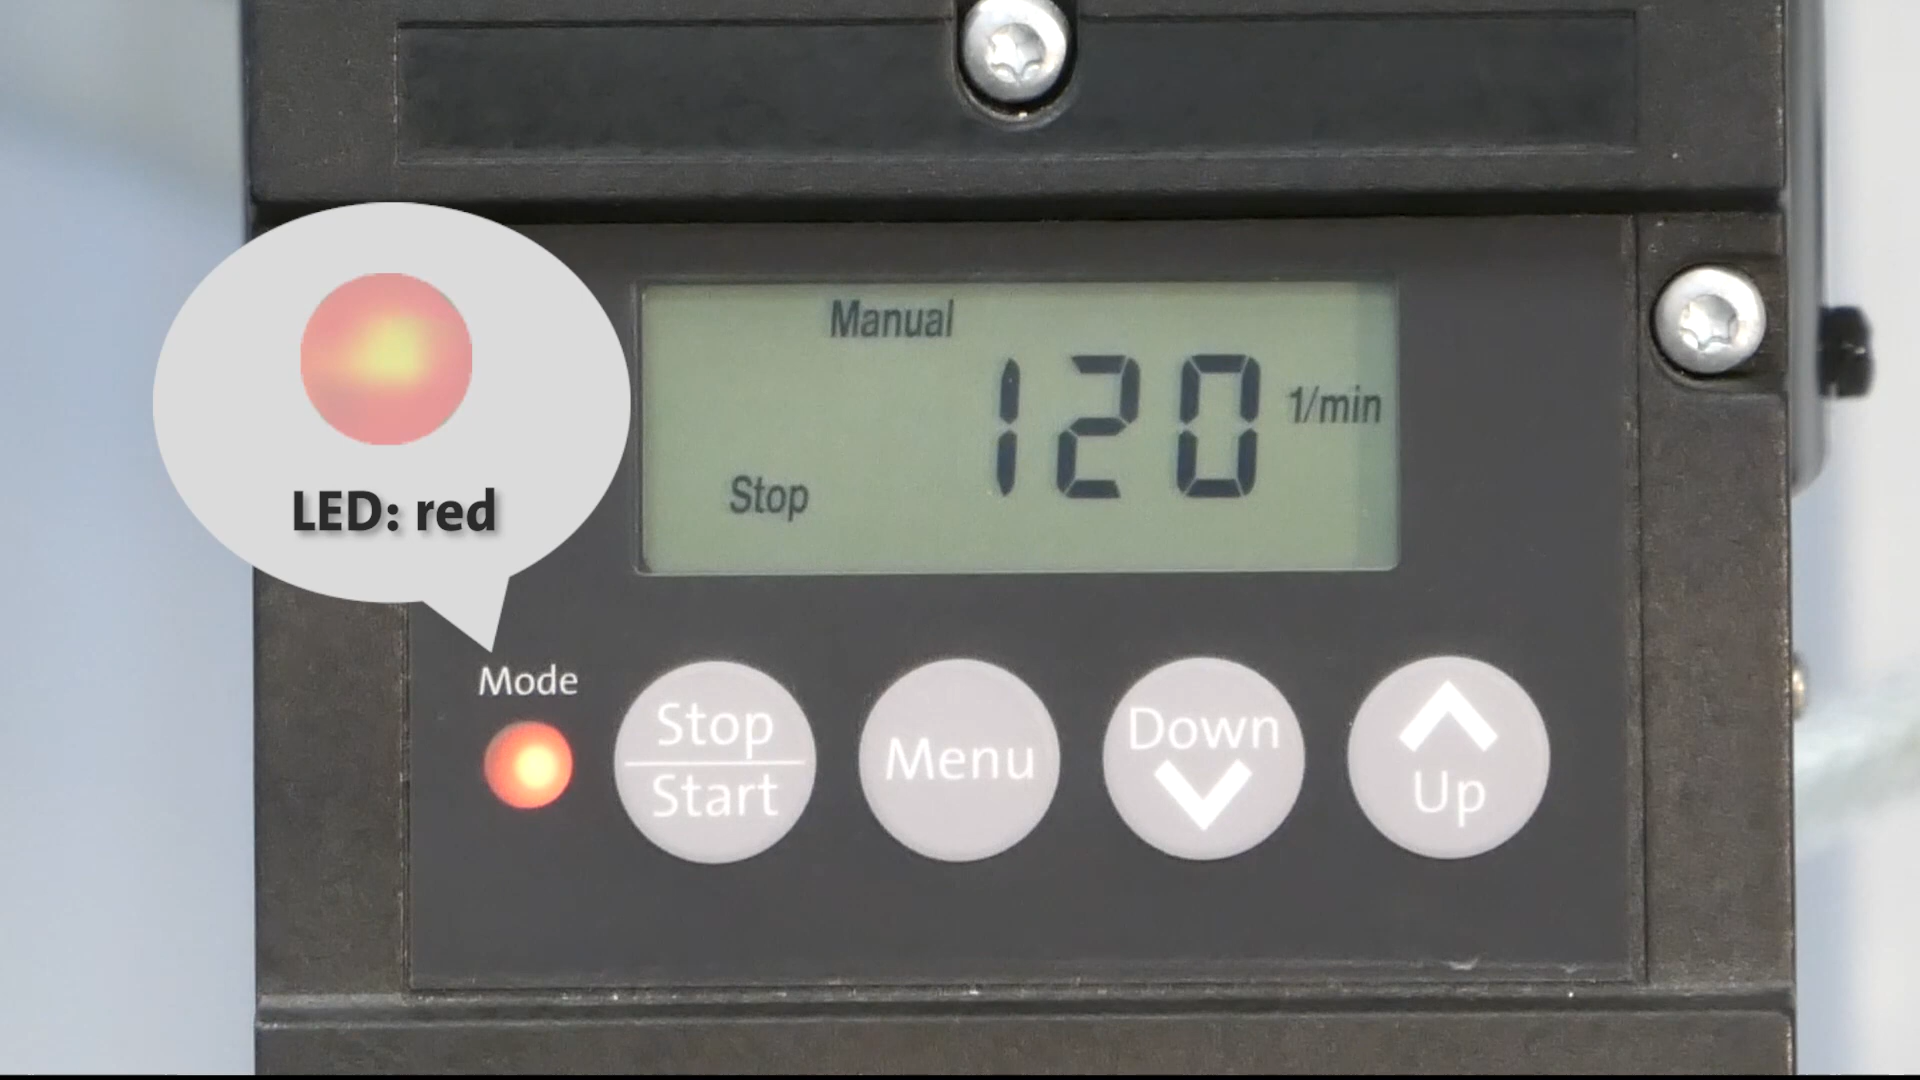 Manual
120 1/min
Stop
LED: red
Mode
Stop
Start
Menu
Down
Up